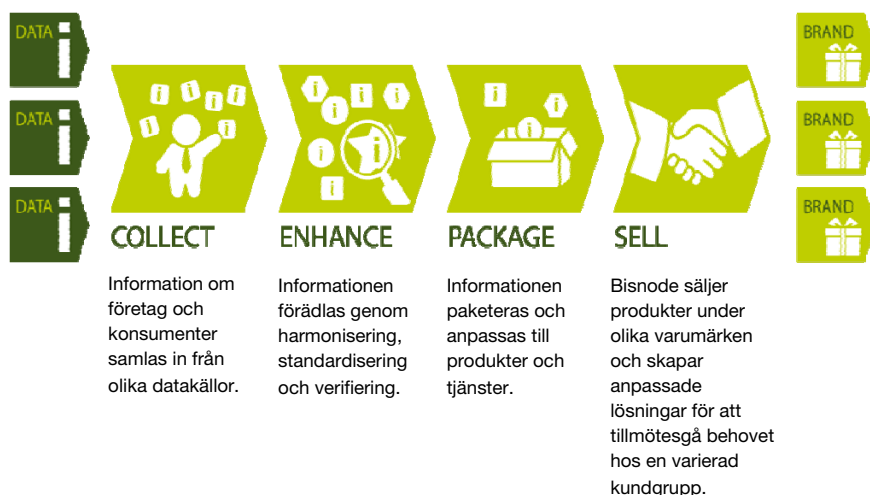 DATA i
DATA i
DATA i
COLLECT
Information om
företag och
konsumenter
samlas in från
olika datakällor.
ENHANCE
Informationen
förädlas genom
harmonisering,
standardisering
och verifiering.
PACKAGE
Informationen
paketeras och
anpassas till
produkter och
tjänster.
SELL
Bisnode säljer
produkter under
olika varumärken
och skapar
anpassade
lösningar för att
tillmötesgå behovet
hos en varierad
kundgrupp.
BRAND
BRAND
BRAND